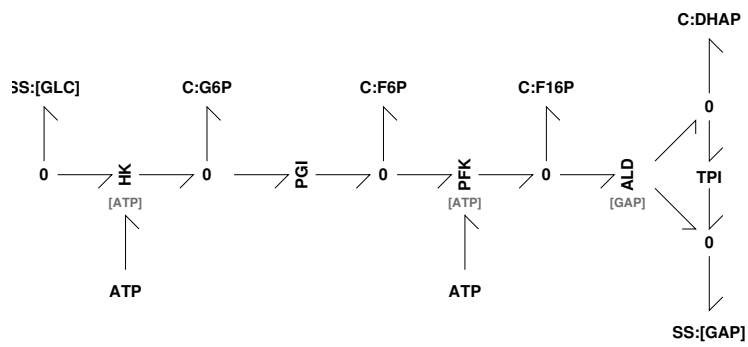 C:DHAP
SS:[GLC] C:G6P C:F6P C:F16P
0
0 HK 0 PGI 0 PFK 0 ALD TPI
[ATP] [ATP] [GAP]
0
ATP ATP
SS:[GAP]